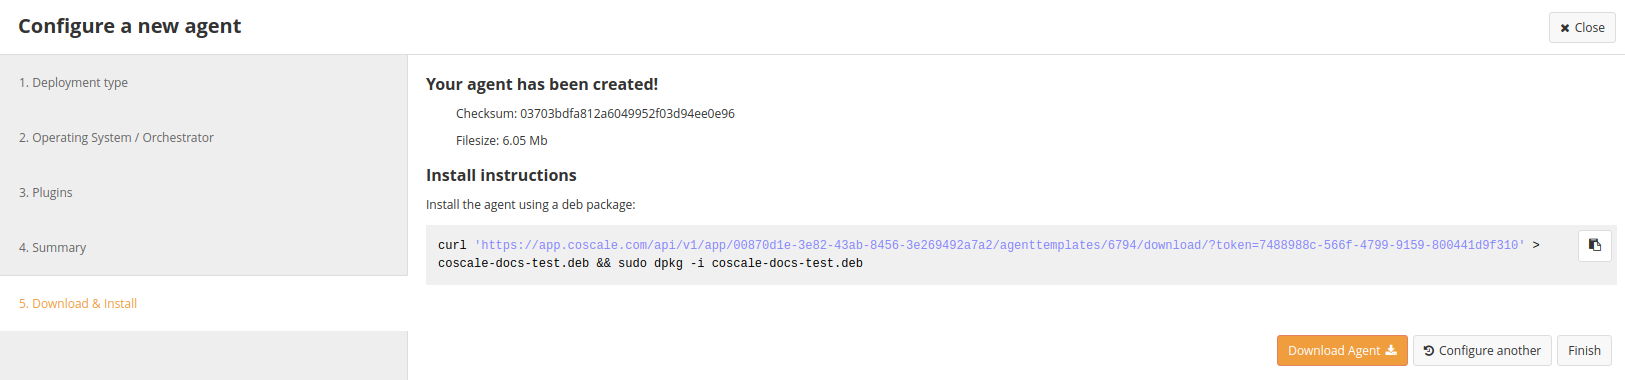 Configure a new agent
Close
1. Deployment type
2. Operating System / Orchestrator
3. Plugins
4. Summary
5. Download & Install
Your agent has been created!
Checksum: 03703bdfa812a6049952f03d94ee0e96
Filesize: 6.05 Mb
Install instructions
Install the agent using a deb package:
curl 'https://app.coscale.com/api/v1/app/00870d1e-3e82-43ab-8456-3e269492a7a2/agenttemplates/6794/download/?token=7488988c-566f-4799-9159-800441d9f310' >
coscale-docs-test.deb && sudo dpkg -i coscale-docs-test.deb
Download Agent
Configure another
Finish